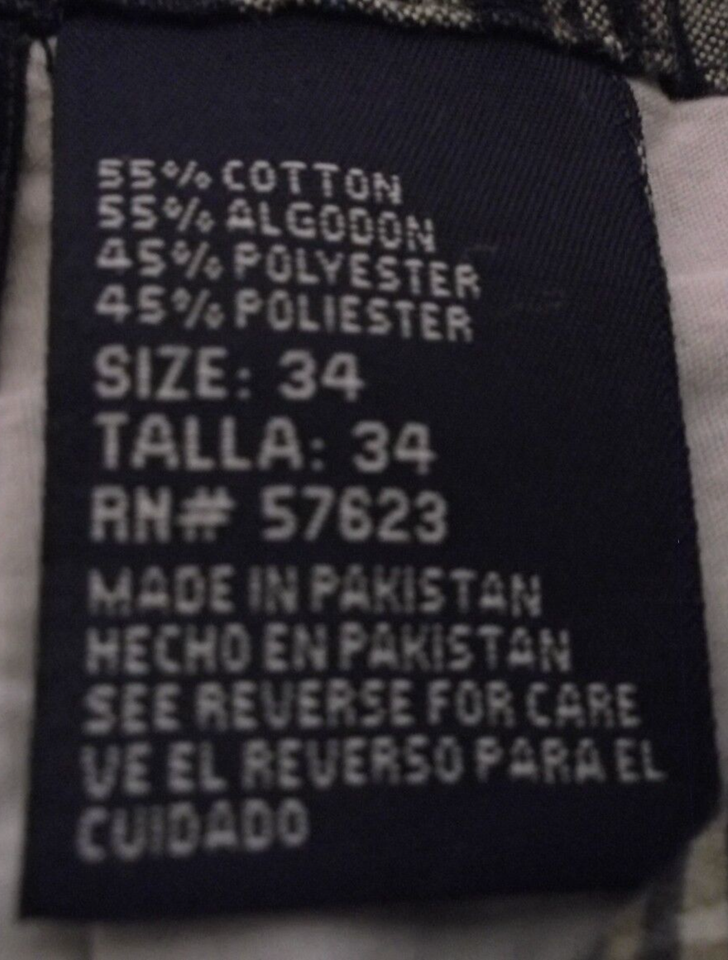 55% COTTON
55% ALGODON
45% POLYESTER
45% POLIESTER
SIZE: 34
TALLA: 34
RN# 57623
MADE IN PAKISTAN
HECHO EN PAKISTAN
SEE REVERSE FOR CARE
VE EL REVERSO PARA EL
CUIDADO